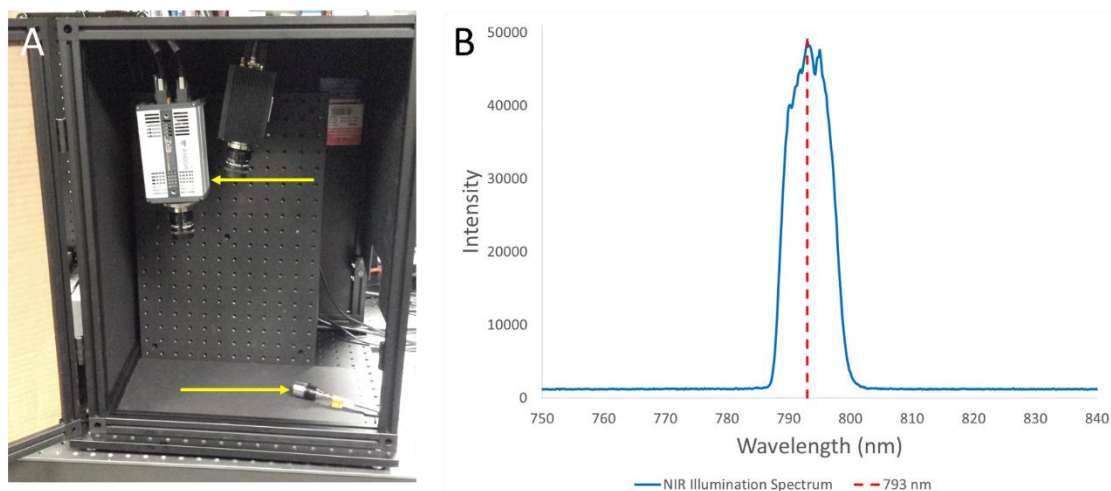 A
B
50000
40000
30000
20000
10000
0
Intensity
750 760 770 780 790 800 810 820 830 840
Wavelength (nm)
NIR Illumination Spectrum 793 nm